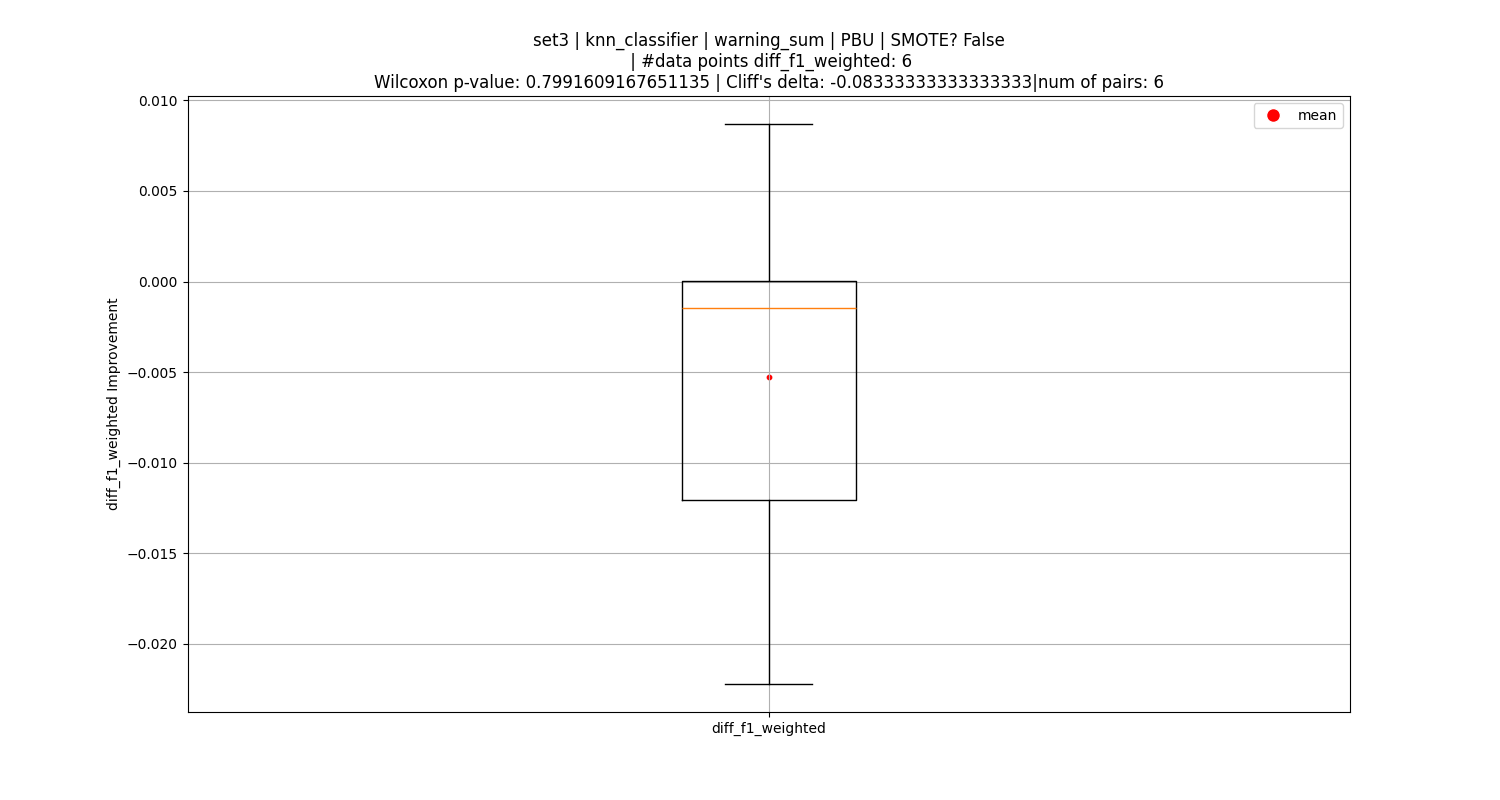 set3 | knn_classifier | warning_sum | PBU | SMOTE? False
| #data points diff_f1_weighted: 6
Wilcoxon p-value: 0.7991609167651135 | Cliff's delta: -0.08333333333333333|num of pairs: 6
mean
0.010
0.005
0.000
−0.005
−0.010
−0.015
−0.020
diff_f1_weighted Improvement
diff_f1_weighted